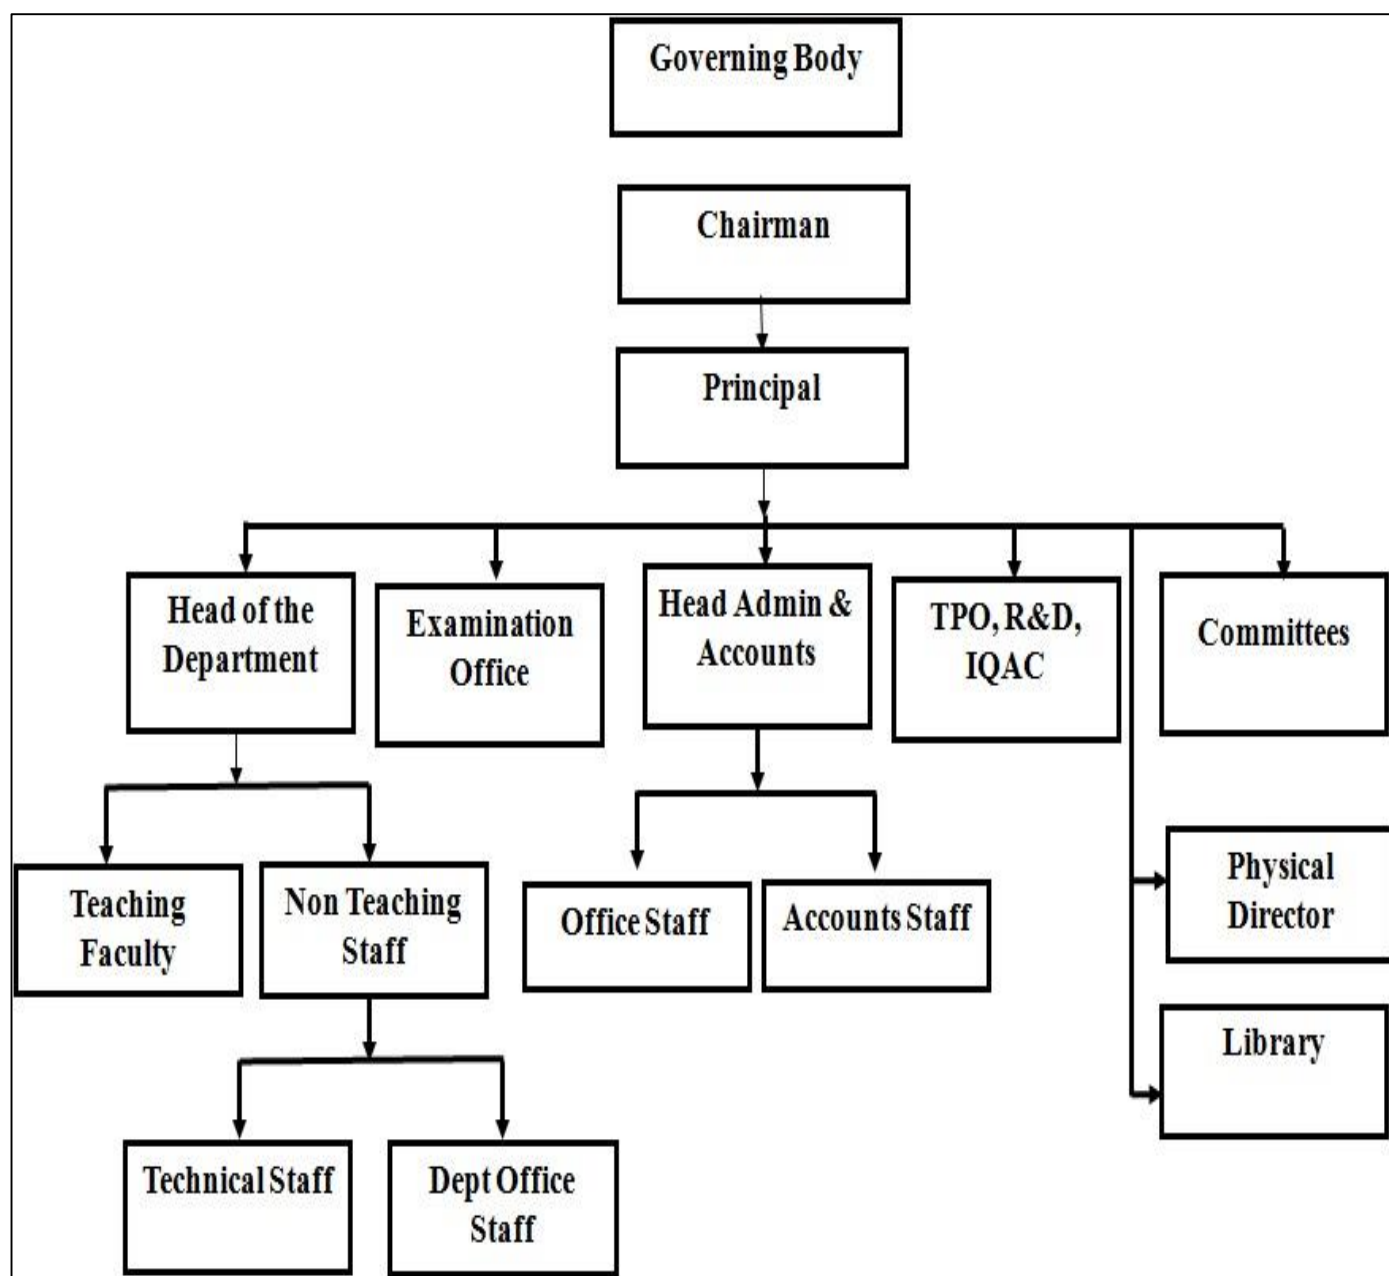 Governing Body
Chairman
Principal
Head of the
Department
Examination
Office
Head Admin &
Accounts
TPO, R&D,
IQAC
Committees
Teaching
Faculty
Non Teaching
Staff
Office Staff
Accounts Staff
Physical
Director
Library
Technical Staff
Dept Office
Staff